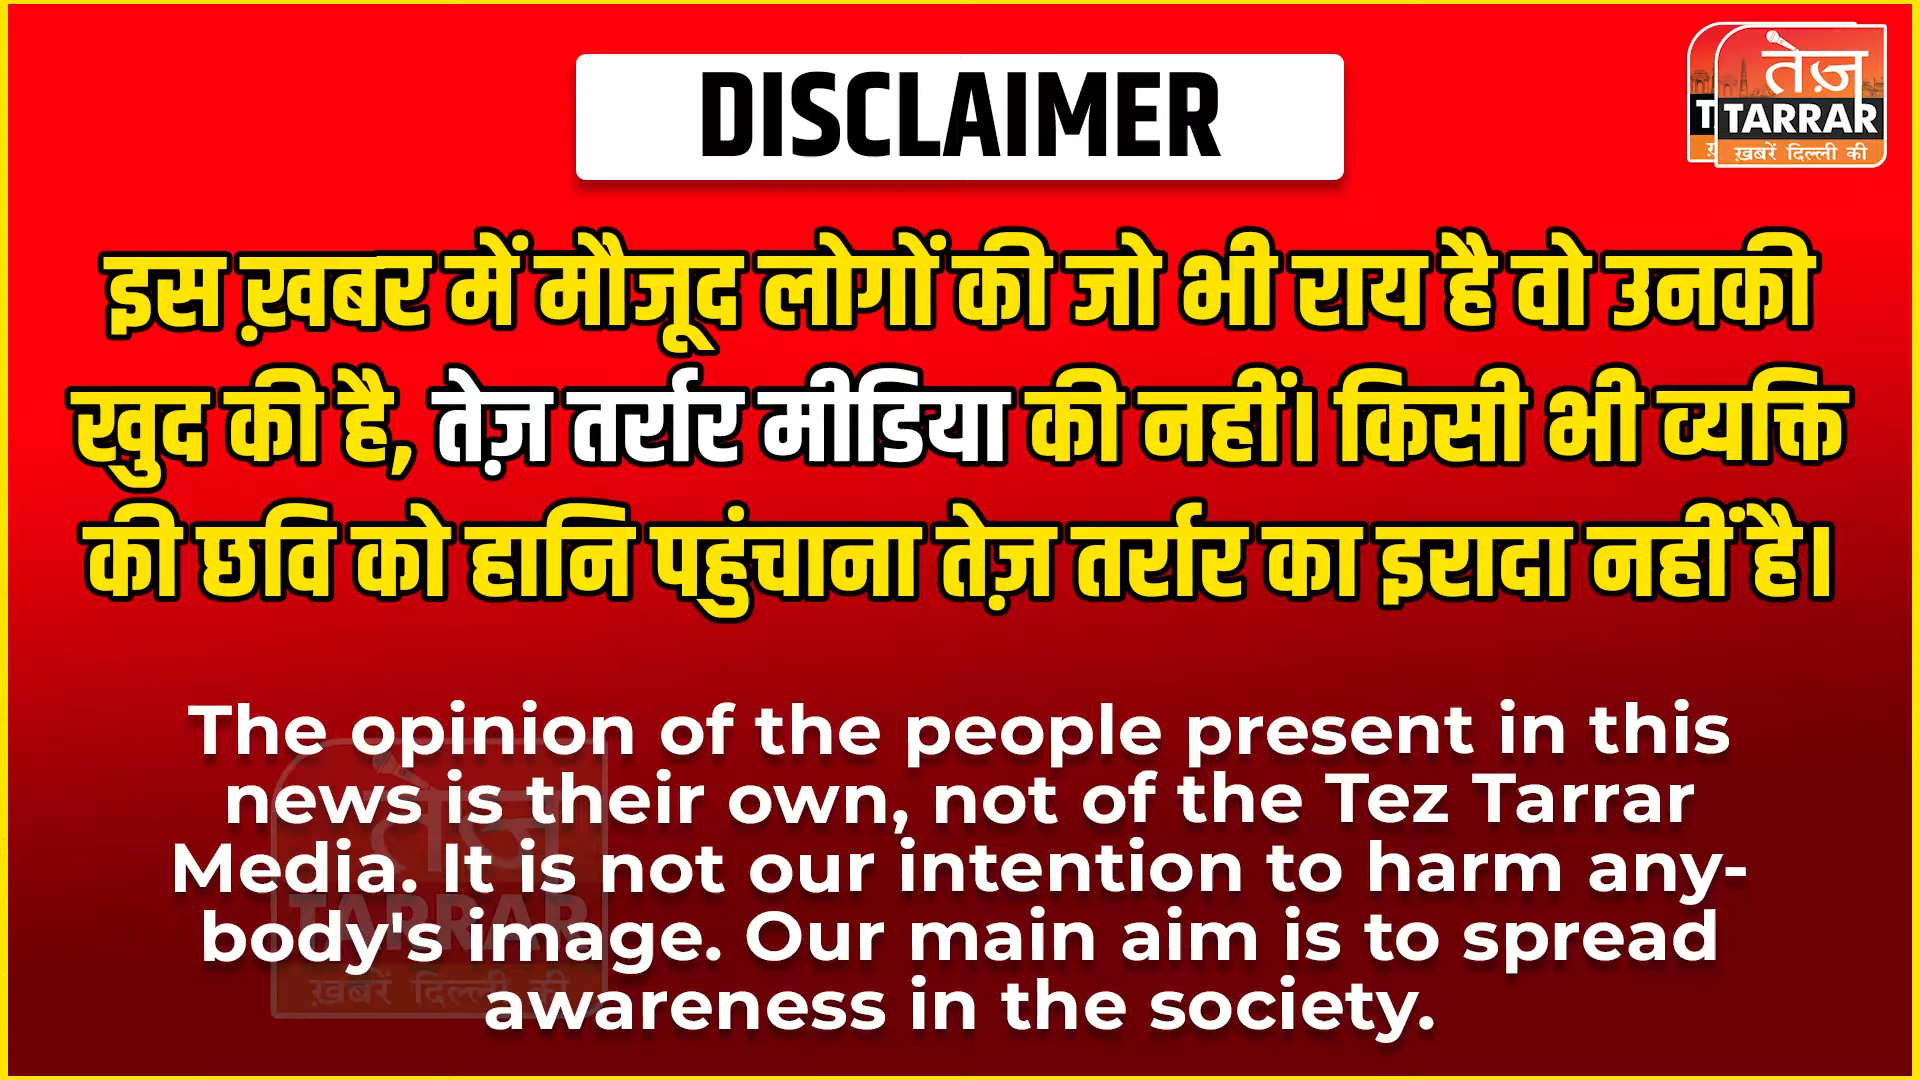 DISCLAIMER
तेज़
TARRAR
ख़बरें दिल्ली की
इस ख़बर में मौजूद लोगों की जो भी राय है वो उनकी
खुद की है, तेज़ तर्रार मीडिया की नहीं। किसी भी व्यक्ति
की छवि को हानि पहुंचाना तेज़ तर्रार का इरादा नहीं है।
The opinion of the people present in this
news is their own, not of the Tez Tarrar
Media. It is not our intention to harm any-
body's image. Our main aim is to spread
awareness in the society.
तेज़
TARRAR
ख़बरें दिल्ली की